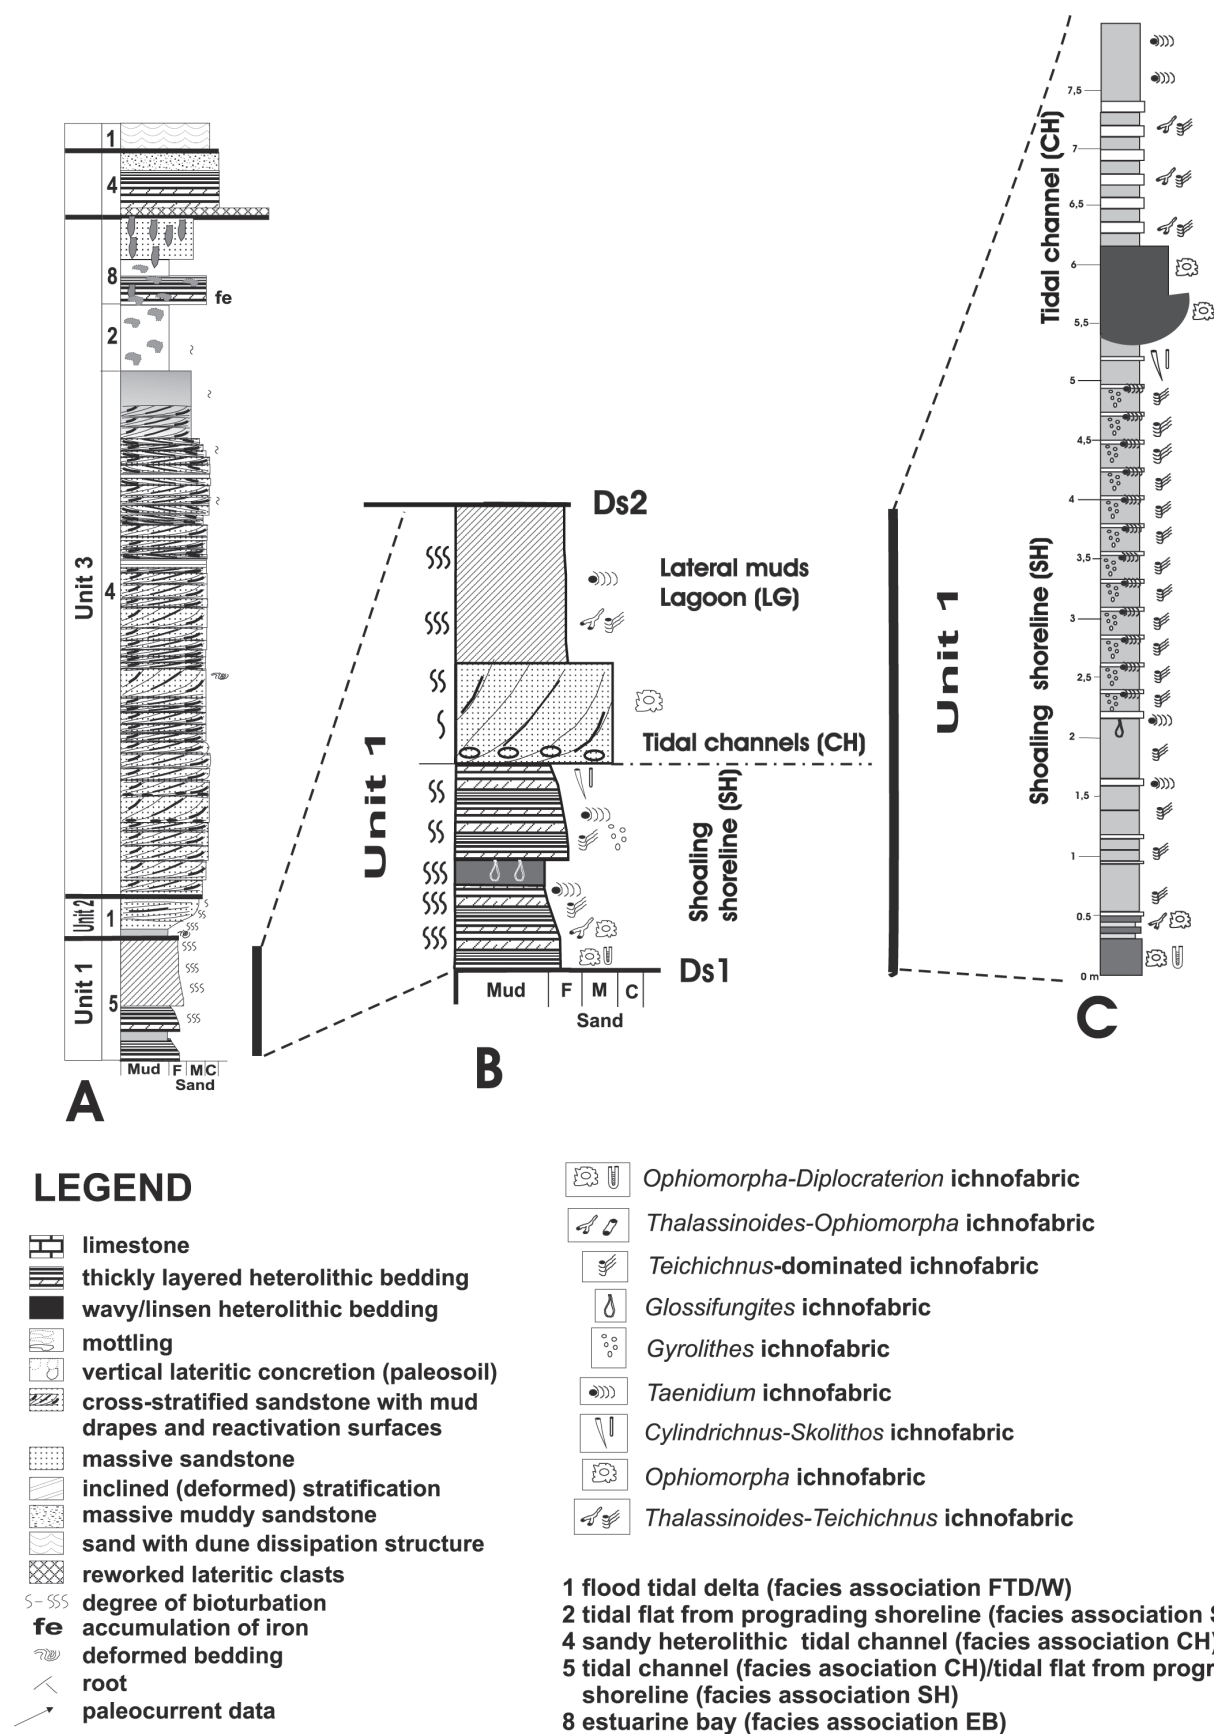 1
4
8
fe
2
Unit 3
4
Unit 2
1
Unit 1
5
Mud
F
M
C
Sand
A
Ds2
Lateral muds
Lagoon (LG)
Tidal channels (CH)
Unit 1
Shoaling
shoreline (SH)
Ds1
Mud
F
M
C
Sand
B
Unit 1
Tidal channel (CH)
Shoaling shoreline (SH)
7,5
7
6,5
6
5,5
5
4,5
4
3,5
3
2,5
2
1,5
1
0.5
0 m
C
LEGEND
limestone
thickly layered heterolithic bedding
wavy/linsen heterolithic bedding
mottling
vertical lateritic concretion (paleosoil)
cross-stratified sandstone with mud
drapes and reactivation surfaces
massive sandstone
inclined (deformed) stratification
massive muddy sandstone
sand with dune dissipation structure
reworked lateritic clasts
degree of bioturbation
fe accumulation of iron
deformed bedding
root
paleocurrent data
Ophiomorpha-Diplocraterion ichnofabric
Thalassinoides-Ophiomorpha ichnofabric
Teichichnus-dominated ichnofabric
Glossifungites ichnofabric
Gyrolithes ichnofabric
Taenidium ichnofabric
Cylindrichnus-Skolithos ichnofabric
Ophiomorpha ichnofabric
Thalassinoides-Teichichnus ichnofabric
1 flood tidal delta (facies association FTD/W)
2 tidal flat from prograding shoreline (facies association
4 sandy heterolithic tidal channel (facies association CH)
5 tidal channel (facies asociation CH)/tidal flat from progr
shoreline (facies association SH)
8 estuarine bay (facies association EB)